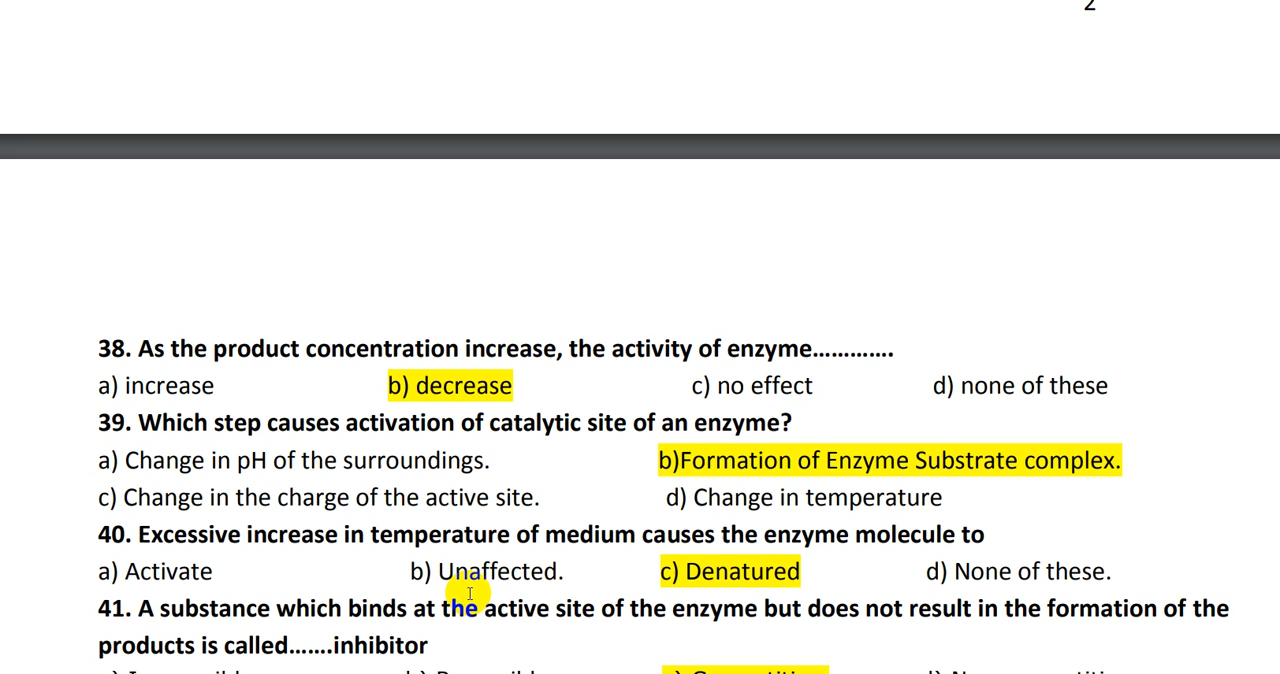 2
38. As the product concentration increase, the activity of enzyme.............
a) increase b) decrease c) no effect d) none of these
39. Which step causes activation of catalytic site of an enzyme?
a) Change in pH of the surroundings. b)Formation of Enzyme Substrate complex.
c) Change in the charge of the active site. d) Change in temperature
40. Excessive increase in temperature of medium causes the enzyme molecule to
a) Activate b) Unaffected. c) Denatured d) None of these.
41. A substance which binds at the active site of the enzyme but does not result in the formation of the
products is called.......inhibitor